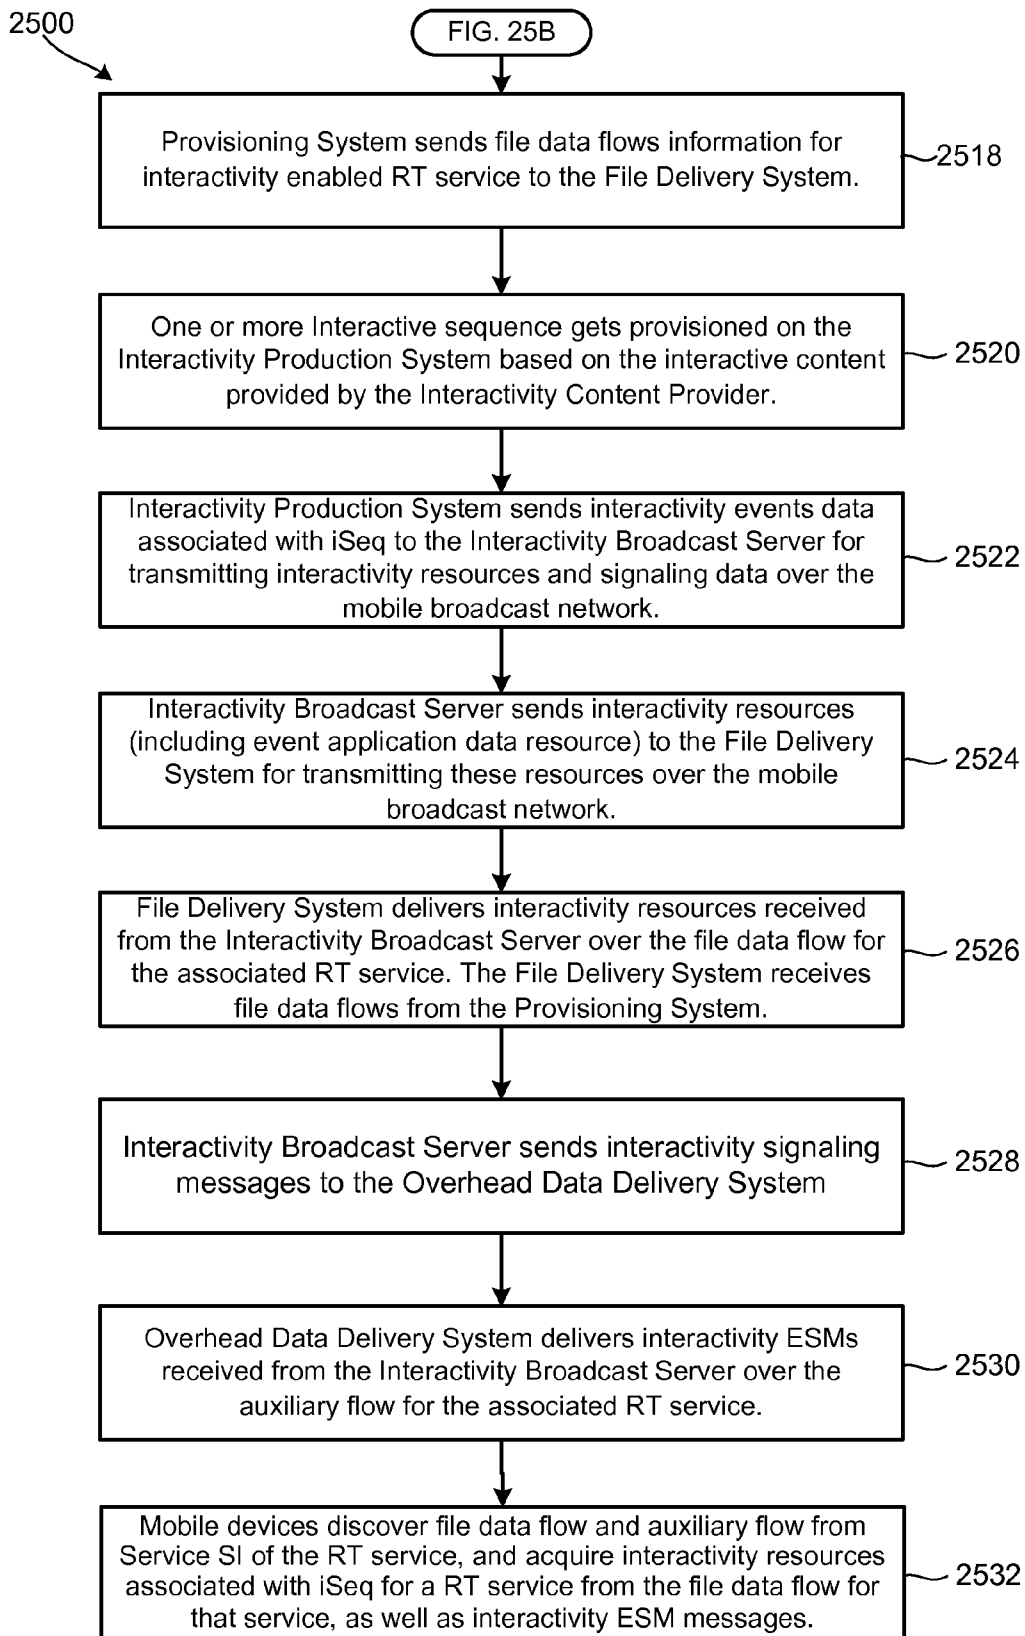 2500
FIG. 25B
Provisioning System sends file data flows information for
interactivity enabled RT service to the File Delivery System.
2518
One or more Interactive sequence gets provisioned on the
Interactivity Production System based on the interactive content
provided by the Interactivity Content Provider.
2520
Interactivity Production System sends interactivity events data
associated with iSeq to the Interactivity Broadcast Server for
transmitting interactivity resources and signaling data over the
mobile broadcast network.
2522
Interactivity Broadcast Server sends interactivity resources
(including event application data resource) to the File Delivery
System for transmitting these resources over the mobile
broadcast network.
2524
File Delivery System delivers interactivity resources received
from the Interactivity Broadcast Server over the file data flow for
the associated RT service. The File Delivery System receives
file data flows from the Provisioning System.
2526
Interactivity Broadcast Server sends interactivity signaling
messages to the Overhead Data Delivery System
2528
Overhead Data Delivery System delivers interactivity ESMs
received from the Interactivity Broadcast Server over the
auxiliary flow for the associated RT service.
2530
Mobile devices discover file data flow and auxiliary flow from
Service SI of the RT service, and acquire interactivity resources
associated with iSeq for a RT service from the file data flow for
that service, as well as interactivity ESM messages.
2532